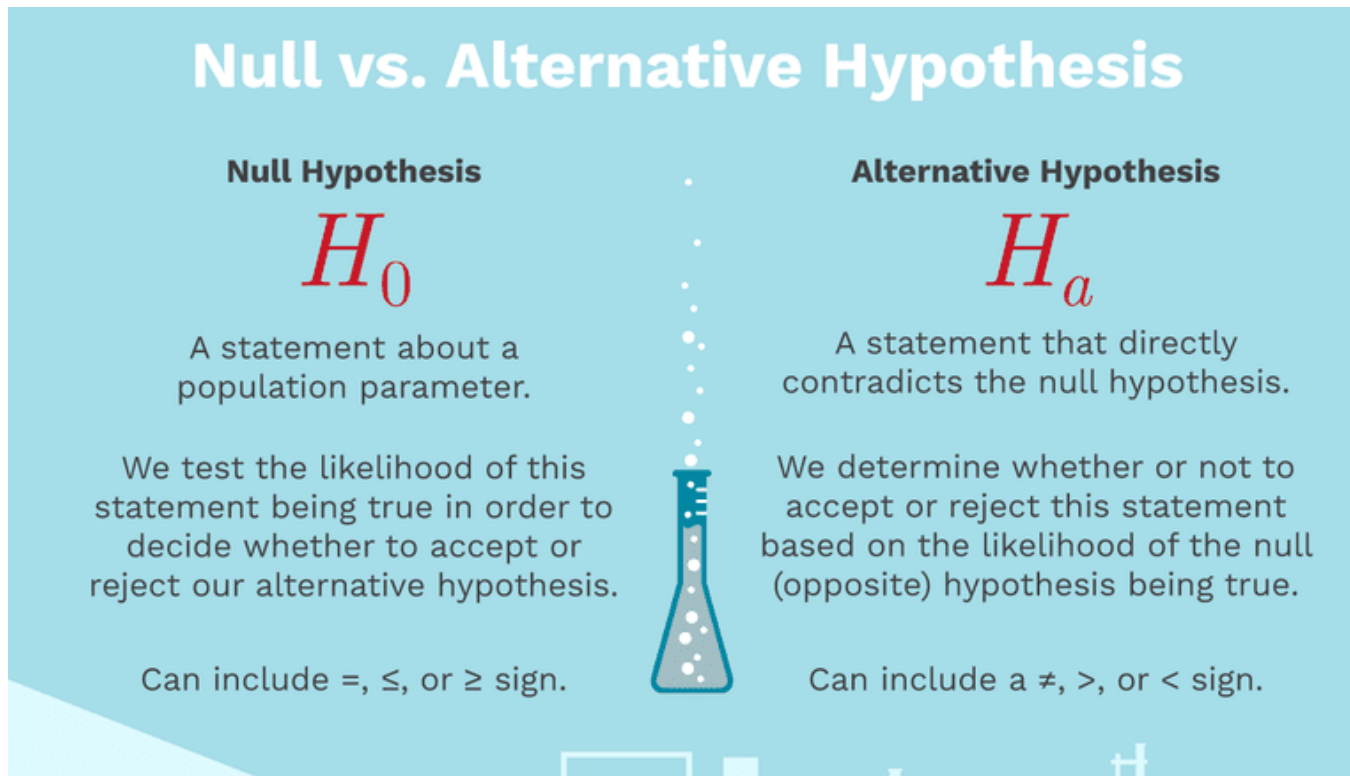 Null vs. Alternative Hypothesis
Null Hypothesis
H₀
A statement about a
population parameter.
We test the likelihood of this
statement being true in order to
decide whether to accept or
reject our alternative hypothesis.
Can include =, ≤, or ≥ sign.
Alternative Hypothesis
Hₐ
A statement that directly
contradicts the null hypothesis.
We determine whether or not to
accept or reject this statement
based on the likelihood of the null
(opposite) hypothesis being true.
Can include a ≠, >, or < sign.